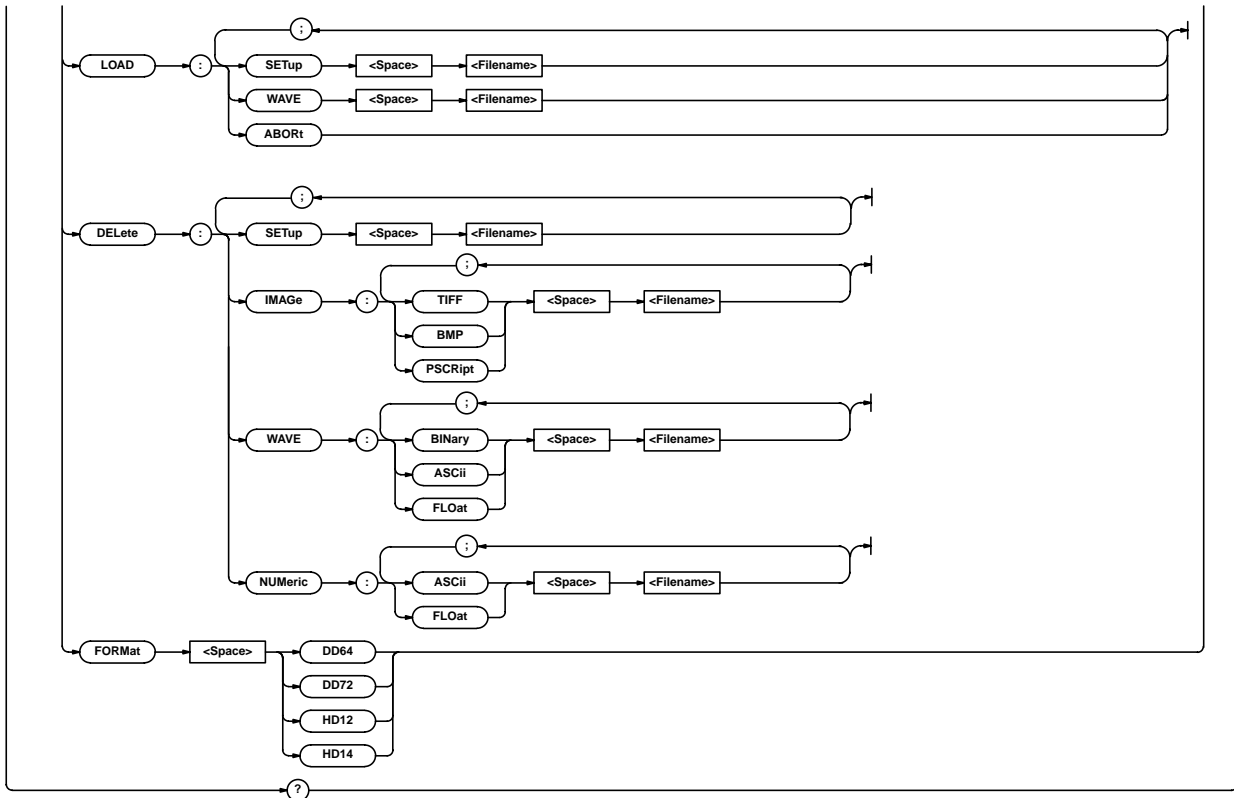 ;
LOAD : SETup <Space> <Filename>
WAVE <Space> <Filename>
ABORt
;
DELete : SETup <Space> <Filename>
;
IMAGe : TIFF <Space> <Filename>
BMP
PSCRipt
;
WAVE : BINary <Space> <Filename>
ASCii
FLOat
;
NUMeric : ASCii <Space> <Filename>
FLOat
FORMat <Space> DD64
DD72
HD12
HD14
?